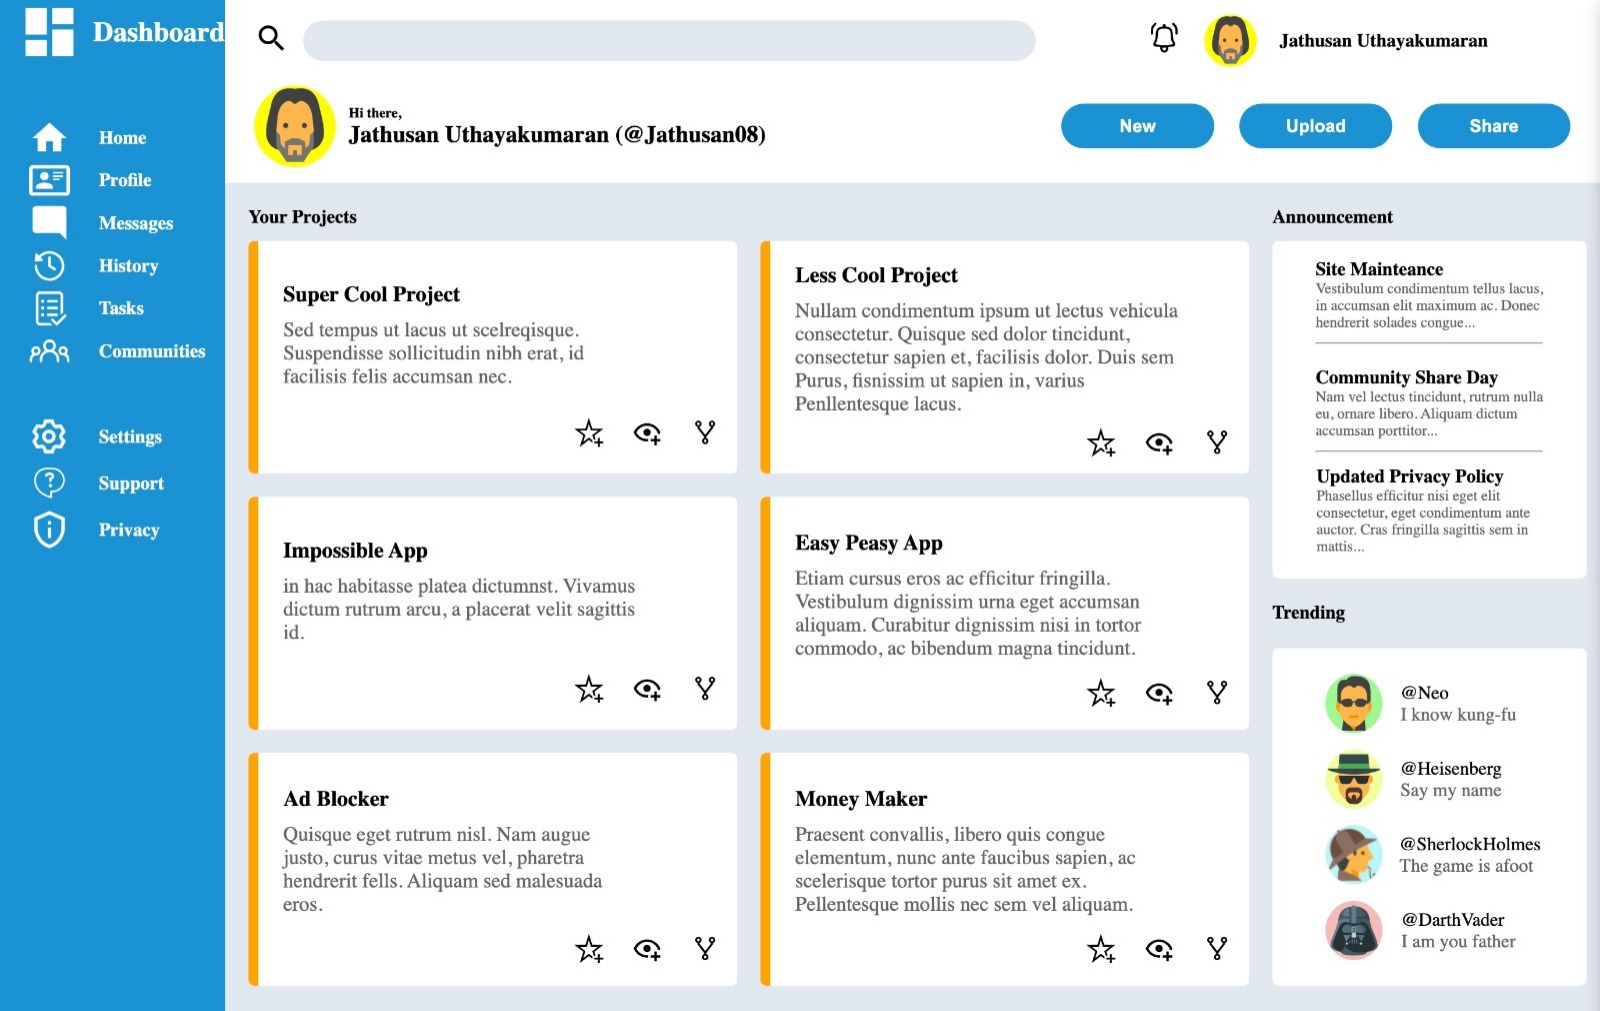 Dashboard
Home
Profile
Messages
History
Tasks
Communities
Settings
Support
Privacy
Jathusan Uthayakumaran
Hi there,
Jathusan Uthayakumaran (@Jathusan08)
New
Upload
Share
Your Projects
Super Cool Project
Sed tempus ut lacus ut scelreqisque.
Suspendisse sollicitudin nibh erat, id
facilisis felis accumsan nec.
Less Cool Project
Nullam condimentum ipsum ut lectus vehicula
consectetur. Quisque sed dolor tincidunt,
consectetur sapien et, facilisis dolor. Duis sem
Purus, fisnissim ut sapien in, varius
Penllentesque lacus.
Impossible App
in hac habitasse platea dictumnst. Vivamus
dictum rutrum arcu, a placerat velit sagittis
id.
Easy Peasy App
Etiam cursus eros ac efficitur fringilla.
Vestibulum dignissim urna eget accumsan
aliquam. Curabitur dignissim nisi in tortor
commodo, ac bibendum magna tincidunt.
Ad Blocker
Quisque eget rutrum nisl. Nam augue
justo, curus vitae metus vel, pharetra
hendrerit fells. Aliquam sed malesuada
eros.
Money Maker
Praesent convallis, libero quis congue
elementum, nunc ante faucibus sapien, ac
scelerisque tortor purus sit amet ex.
Pellentesque mollis nec sem vel aliquam.
Announcement
Site Mainteance
Vestibulum condimentum tellus lacus,
in accumsan elit maximum ac. Donec
hendrerit solades congue...
Community Share Day
Nam vel lectus tincidunt, rutrum nulla
eu, ornare libero. Aliquam dictum
accumsan porttitor...
Updated Privacy Policy
Phasellus efficitur nisi eget elit
consectetur, eget condimentum ante
auctor. Cras fringilla sagittis sem in
mattis...
Trending
@Neo
I know kung-fu
@Heisenberg
Say my name
@SherlockHolmes
The game is afoot
@DarthVader
I am you father